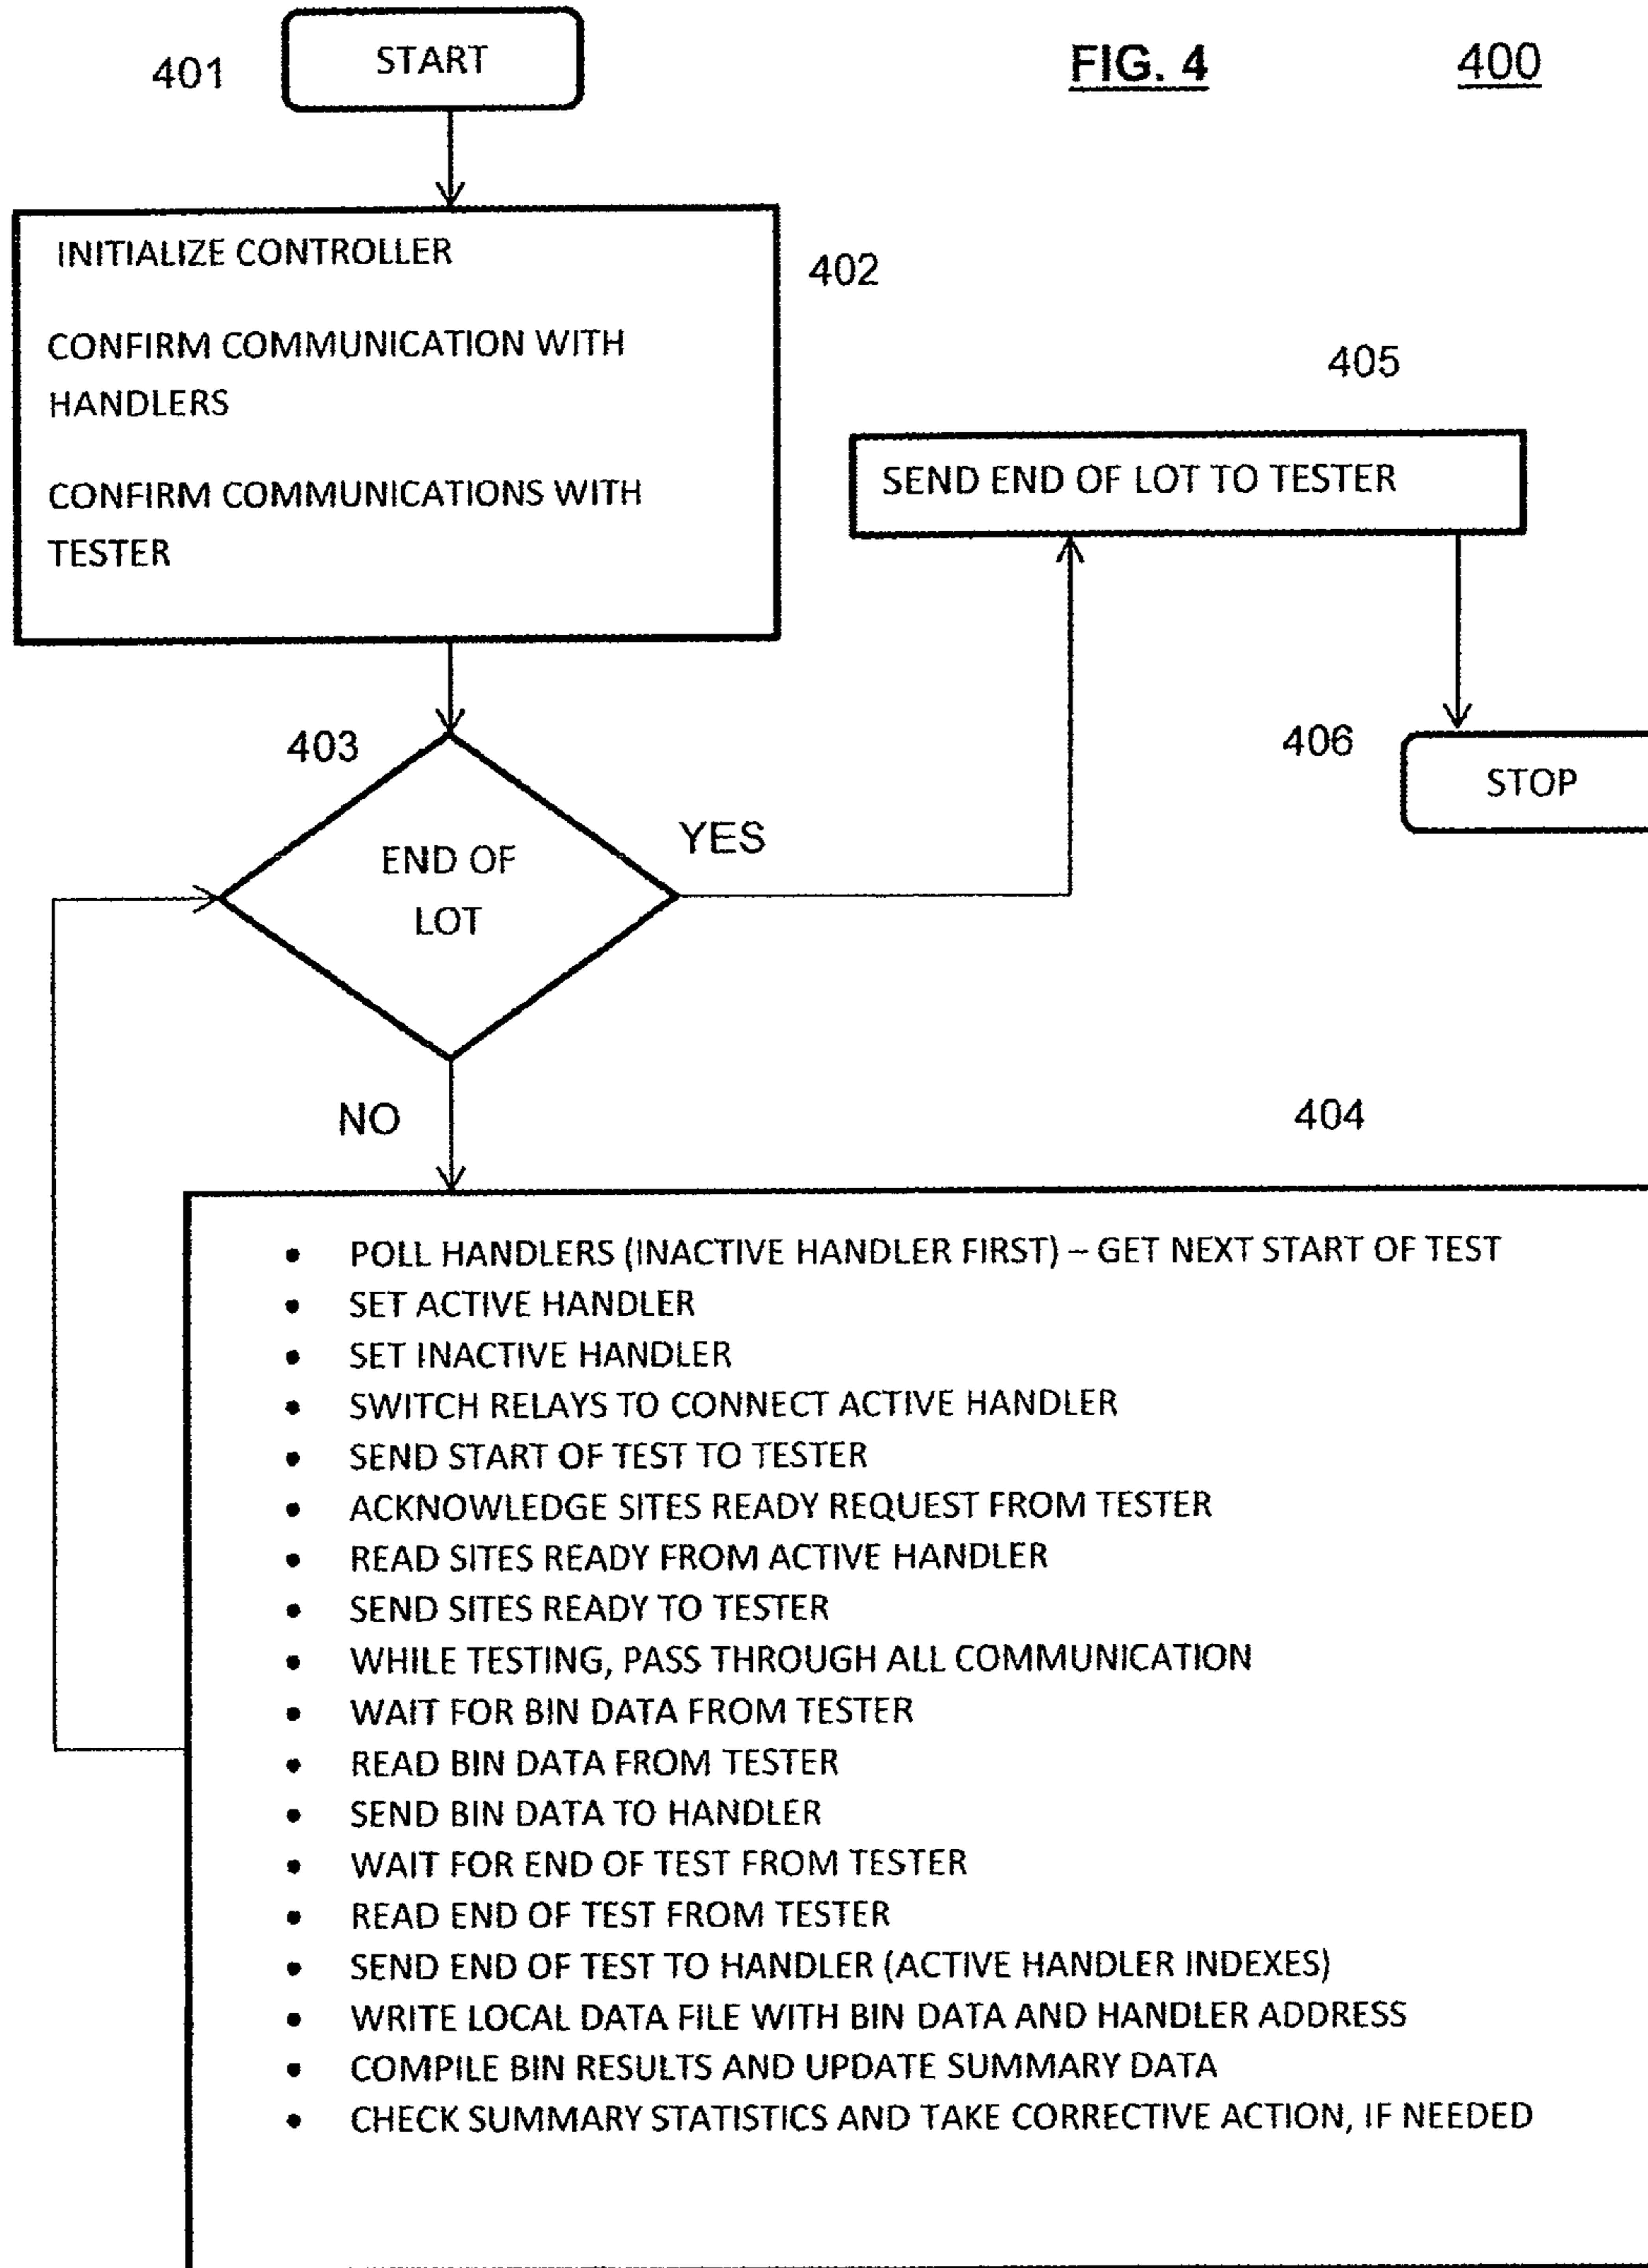 401
START
FIG. 4
400
INITIALIZE CONTROLLER
402
CONFIRM COMMUNICATION WITH
HANDLERS
CONFIRM COMMUNICATIONS WITH
TESTER
405
SEND END OF LOT TO TESTER
403
406
STOP
END OF
LOT
YES
NO
404
• POLL HANDLERS (INACTIVE HANDLER FIRST) – GET NEXT START OF TEST
• SET ACTIVE HANDLER
• SET INACTIVE HANDLER
• SWITCH RELAYS TO CONNECT ACTIVE HANDLER
• SEND START OF TEST TO TESTER
• ACKNOWLEDGE SITES READY REQUEST FROM TESTER
• READ SITES READY FROM ACTIVE HANDLER
• SEND SITES READY TO TESTER
• WHILE TESTING, PASS THROUGH ALL COMMUNICATION
• WAIT FOR BIN DATA FROM TESTER
• READ BIN DATA FROM TESTER
• SEND BIN DATA TO HANDLER
• WAIT FOR END OF TEST FROM TESTER
• READ END OF TEST FROM TESTER
• SEND END OF TEST TO HANDLER (ACTIVE HANDLER INDEXES)
• WRITE LOCAL DATA FILE WITH BIN DATA AND HANDLER ADDRESS
• COMPILE BIN RESULTS AND UPDATE SUMMARY DATA
• CHECK SUMMARY STATISTICS AND TAKE CORRECTIVE ACTION, IF NEEDED